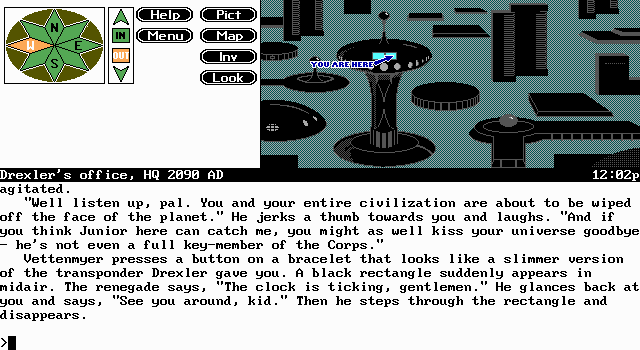 N
W
E
S
IN
OUT
Help
Menu
Pict
Map
Inv
Look
YOU ARE HERE
Drexler's office, HQ 2090 AD 12:02p
agitated.
"Well listen up, pal. You and your entire civilization are about to be wiped
off the face of the planet." He jerks a thumb towards you and laughs. "And if
you think Junior here can catch me, you might as well kiss your universe goodbye
- he's not even a full key-member of the Corps."
Vettenmyer presses a button on a bracelet that looks like a slimmer version
of the transponder Drexler gave you. A black rectangle suddenly appears in
midair. The renegade says, "The clock is ticking, gentlemen." He glances back at
you and says, "See you around, kid." Then he steps through the rectangle and
disappears.
>